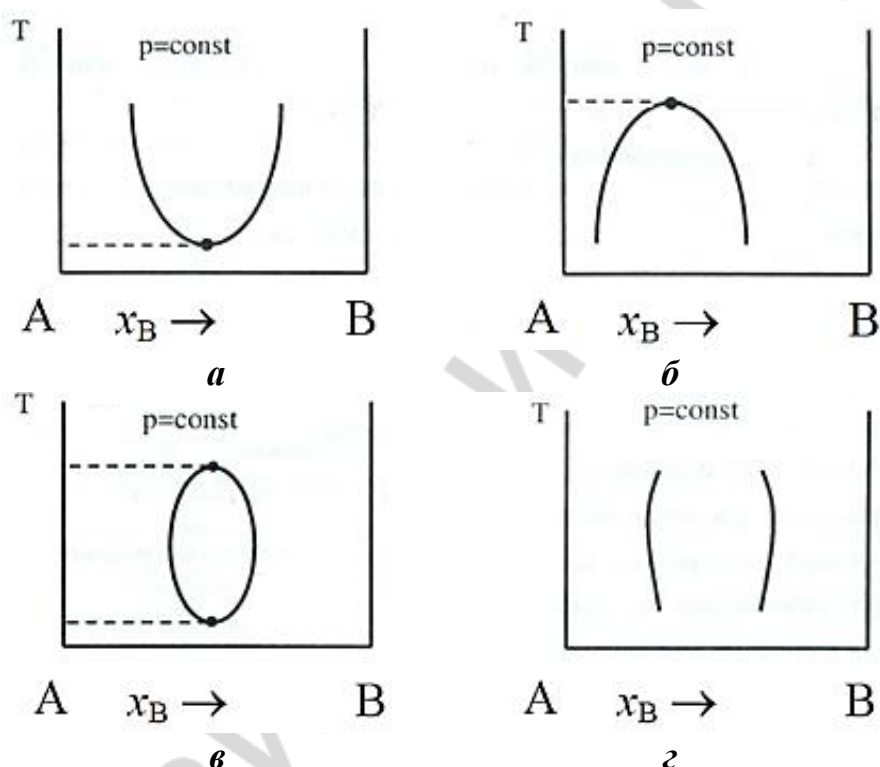 T p=const T p=const
A x_B → B A x_B → B
а б
T p=const T p=const
A x_B → B A x_B → B
в г